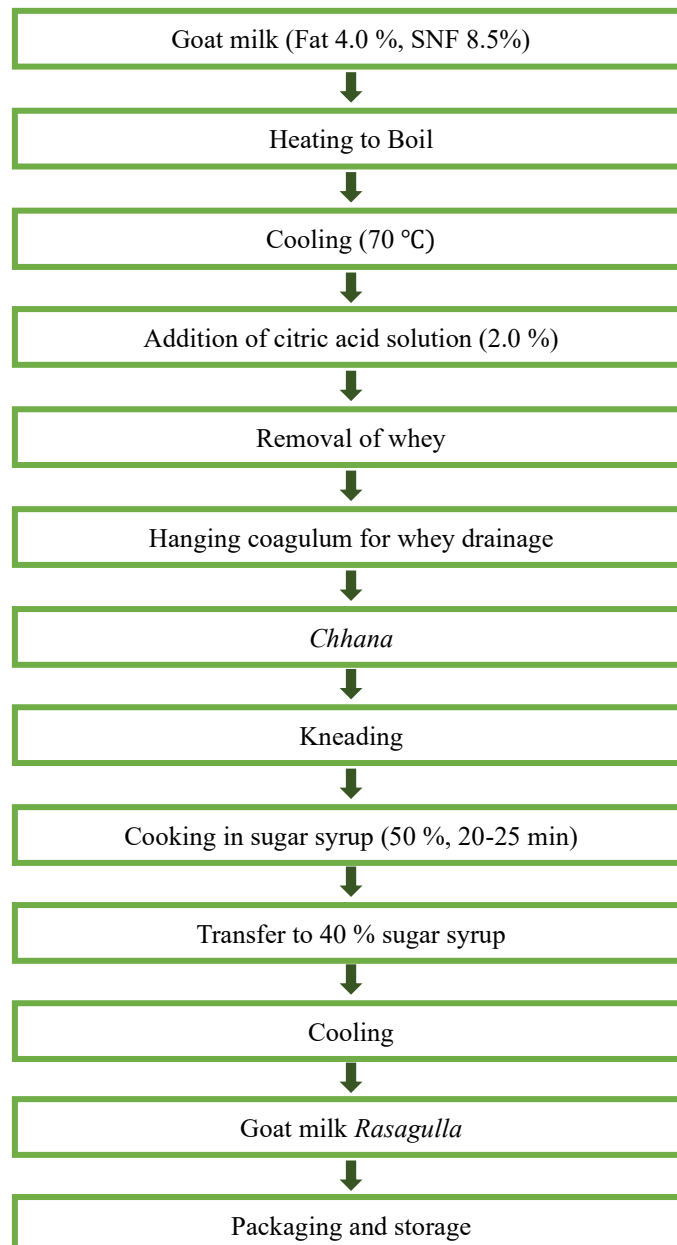 Goat milk (Fat 4.0 %, SNF 8.5%)
Heating to Boil
Cooling (70 ℃)
Addition of citric acid solution (2.0 %)
Removal of whey
Hanging coagulum for whey drainage
Chhana
Kneading
Cooking in sugar syrup (50 %, 20-25 min)
Transfer to 40 % sugar syrup
Cooling
Goat milk Rasagulla
Packaging and storage